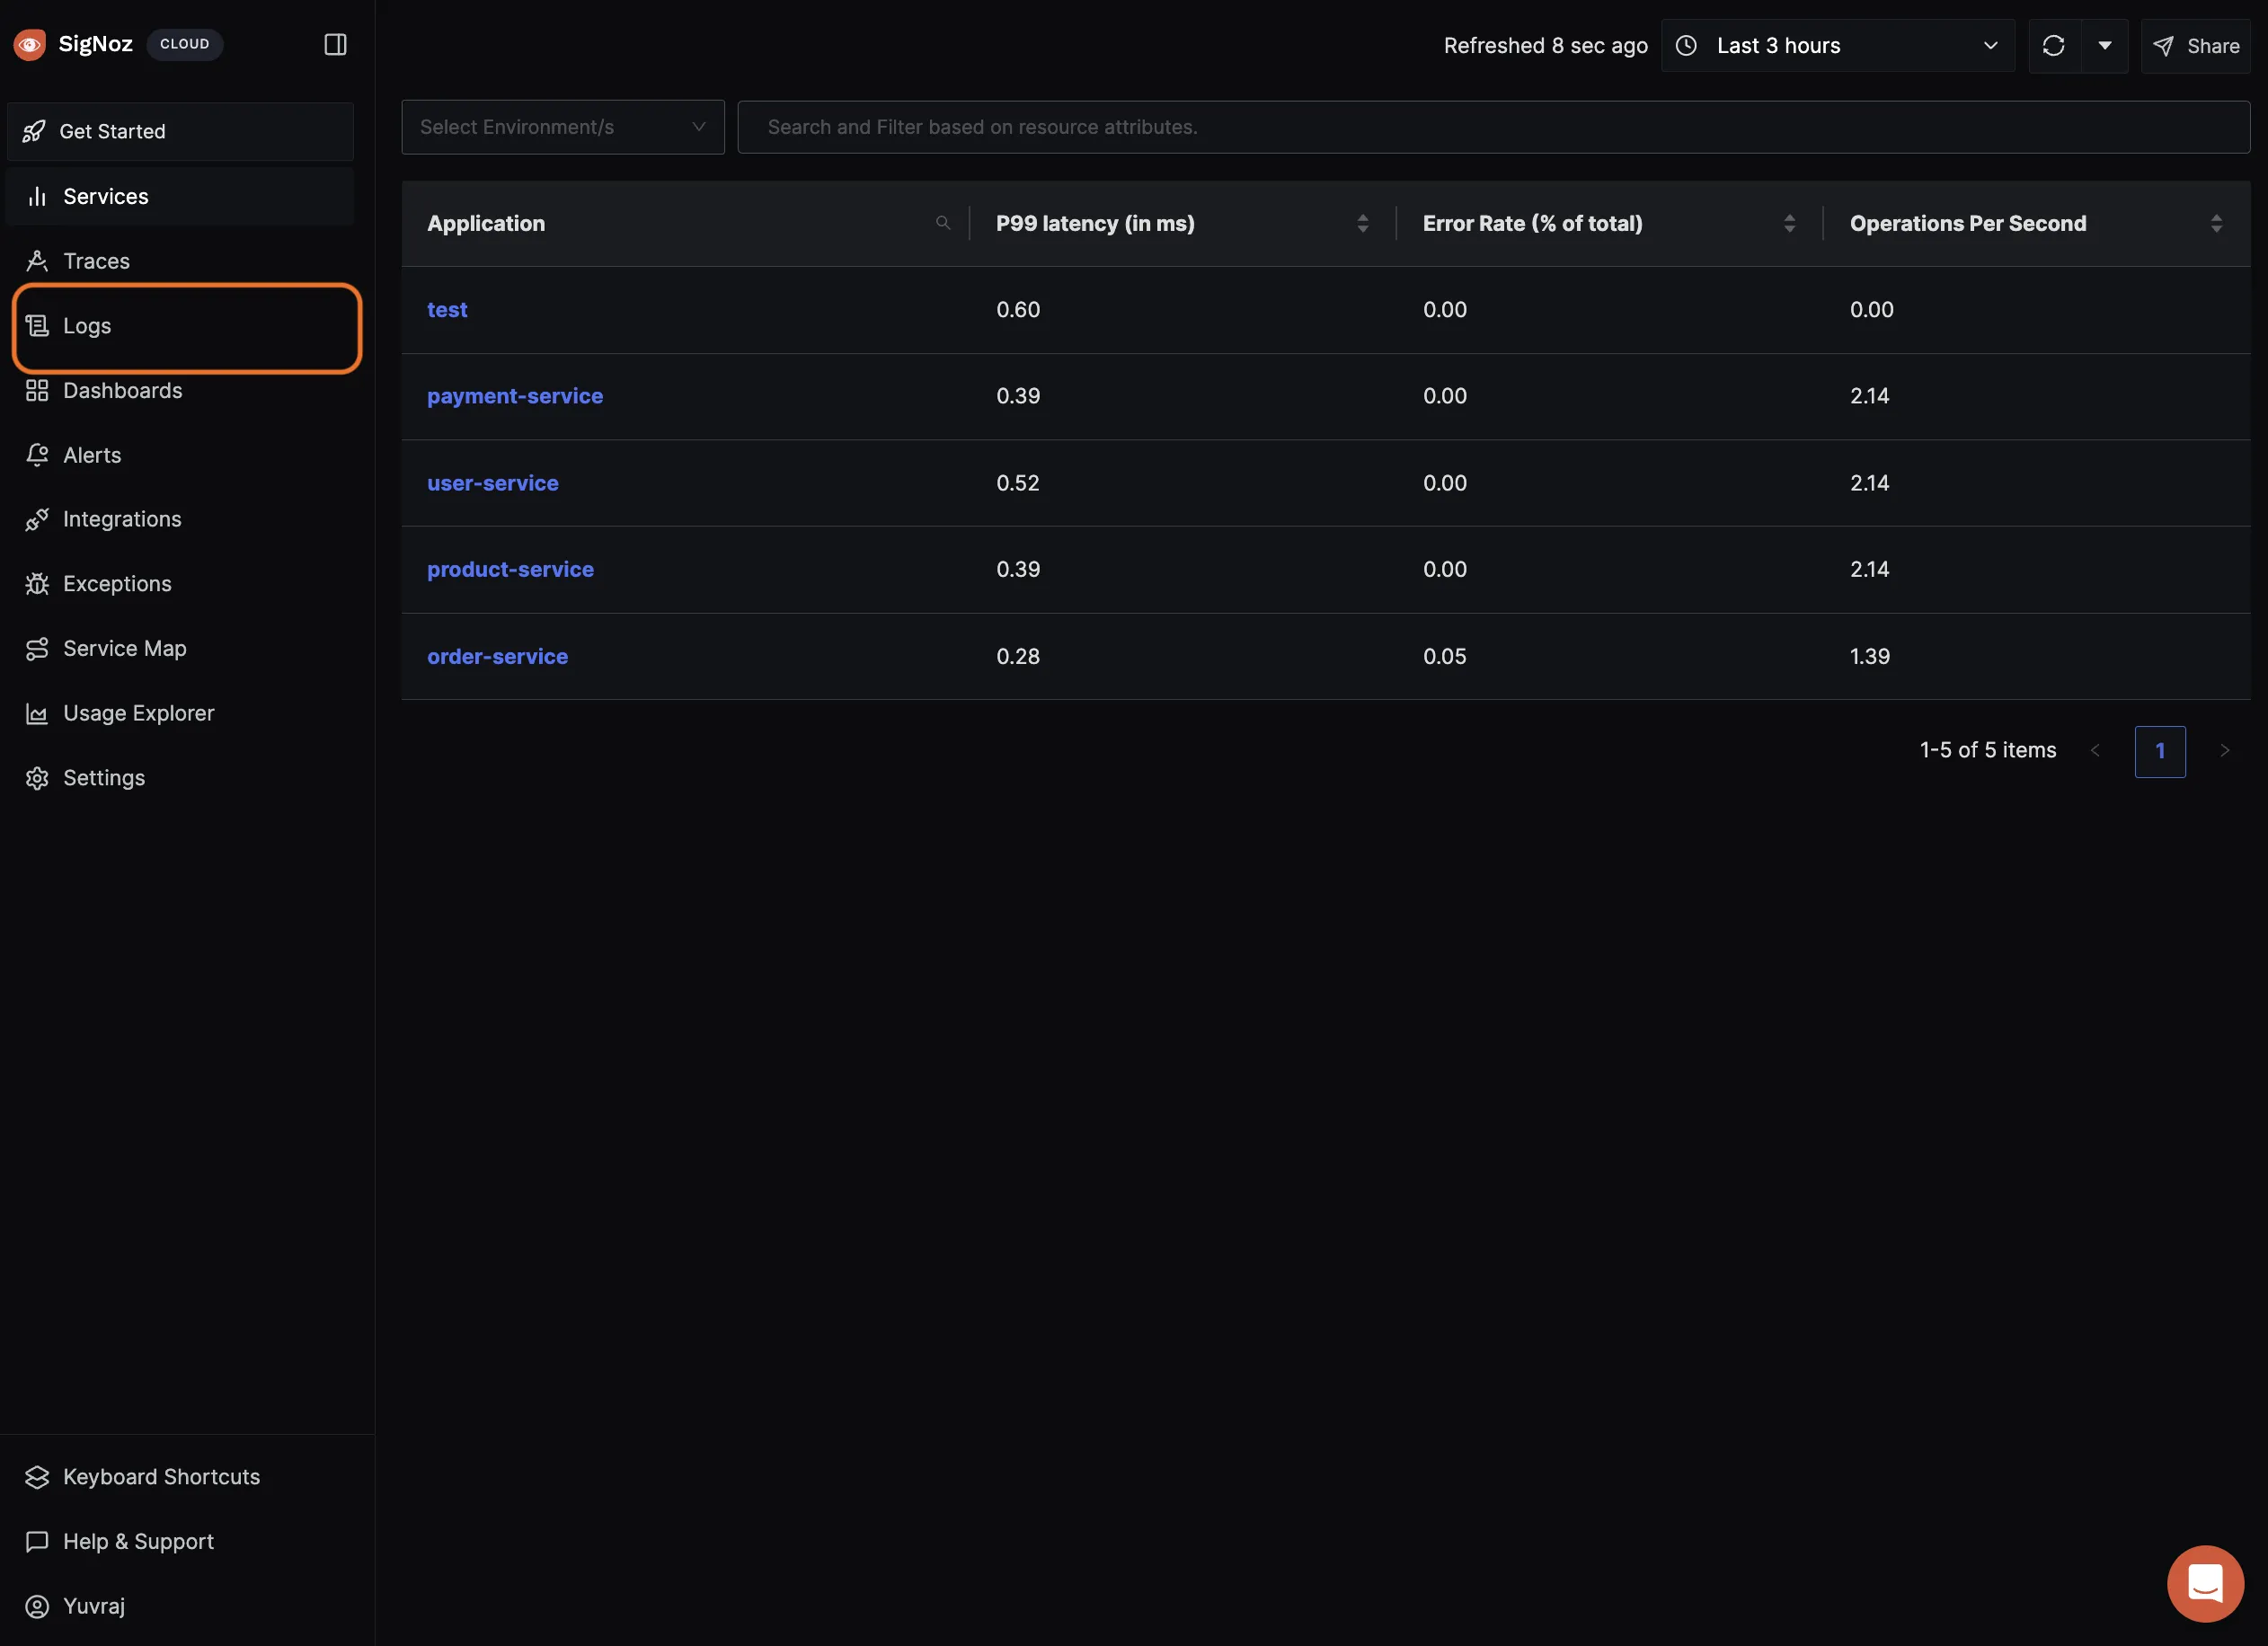 SigNoz CLOUD
Get Started
Services
Traces
Logs
Dashboards
Alerts
Integrations
Exceptions
Service Map
Usage Explorer
Settings
Keyboard Shortcuts
Help & Support
Yuvraj
Refreshed 8 sec ago Last 3 hours Share
Select Environment/s Search and Filter based on resource attributes.
Application P99 latency (in ms) Error Rate (% of total) Operations Per Second
test 0.60 0.00 0.00
payment-service 0.39 0.00 2.14
user-service 0.52 0.00 2.14
product-service 0.39 0.00 2.14
order-service 0.28 0.05 1.39
1-5 of 5 items 1